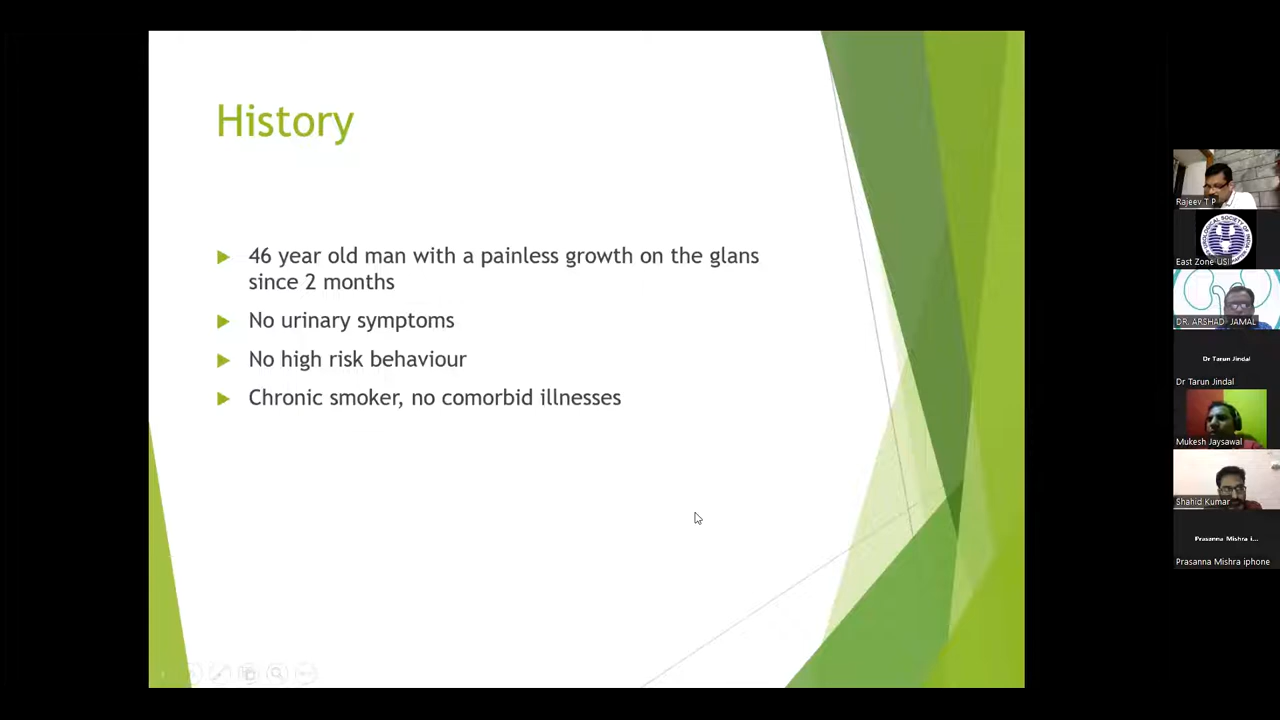 History
46 year old man with a painless growth on the glans
since 2 months
No urinary symptoms
No high risk behaviour
Chronic smoker, no comorbid illnesses
Rajeev T P
East Zone USI
DR. ARSHAD JAMAL
Dr Tarun Jindal
Dr Tarun Jindal
Mukesh Jaysawal
Shahid Kumar
Prasanna Mishra i...
Prasanna Mishra iphone